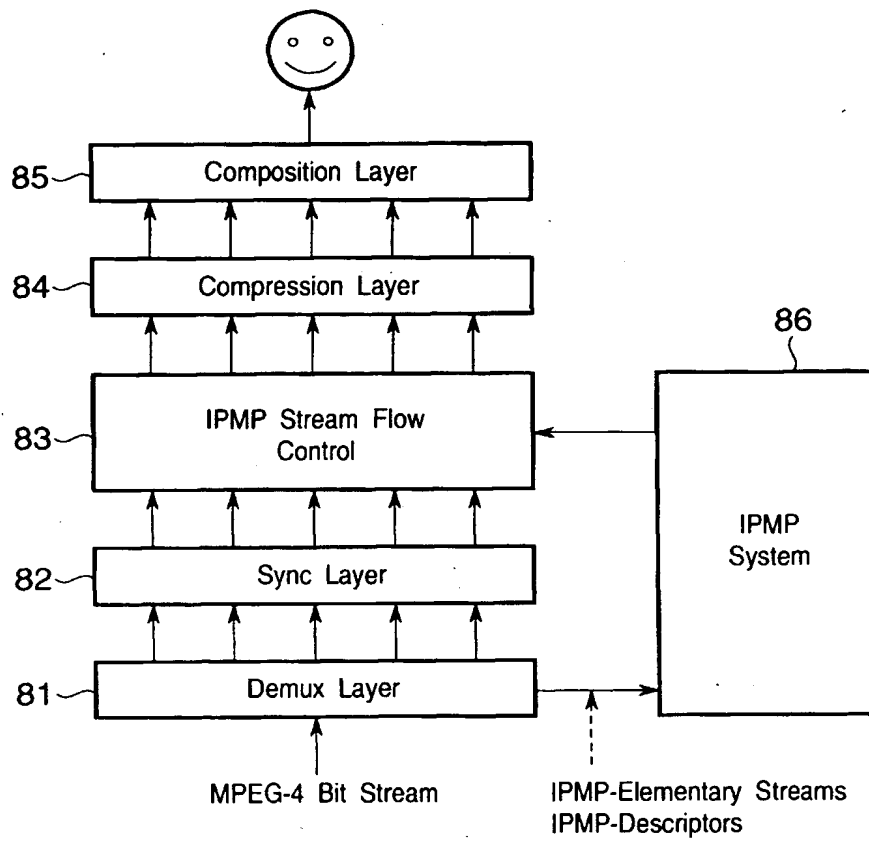 85
Composition Layer
84
Compression Layer
86
83
IPMP Stream Flow
Control
IPMP
System
82
Sync Layer
81
Demux Layer
MPEG-4 Bit Stream
IPMP-Elementary Streams
IPMP-Descriptors